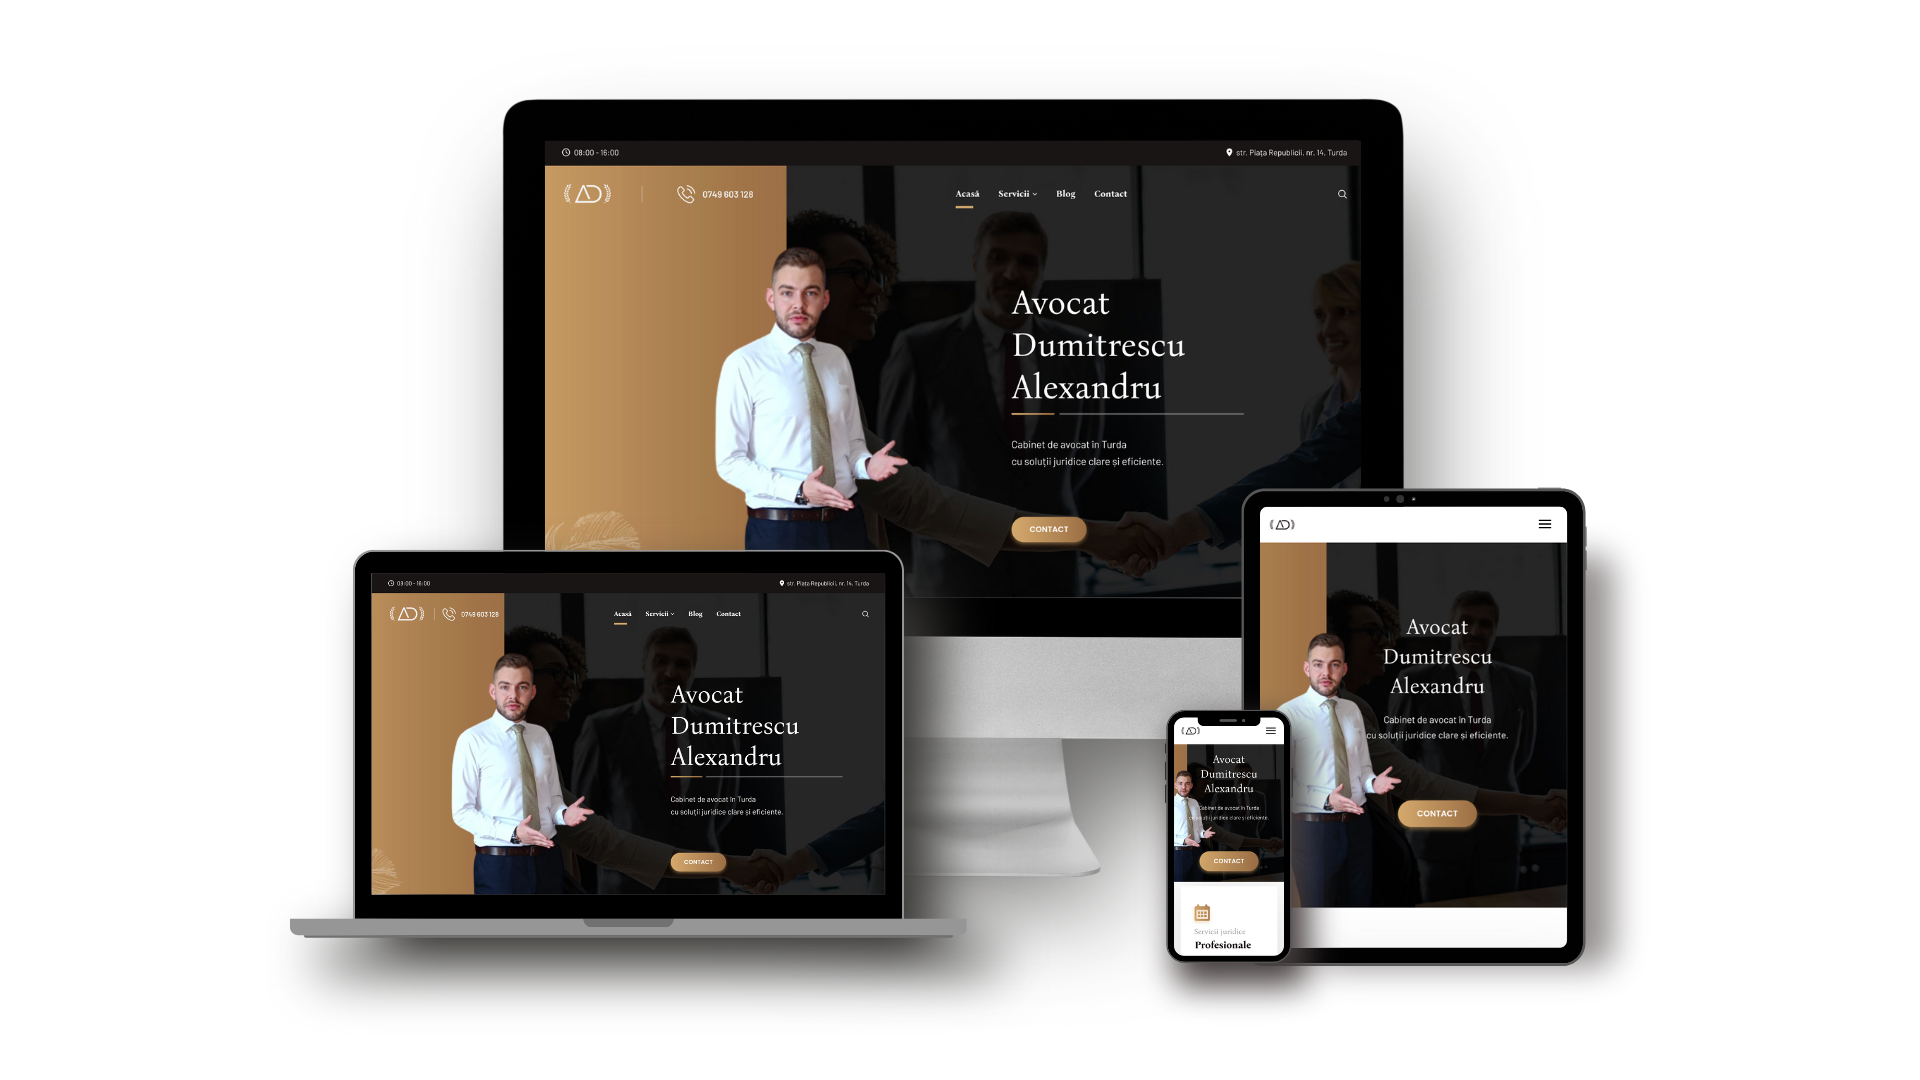 08:00 - 16:00
str. Piața Republicii, nr. 14, Turda
AD
0749 603 128
Acasă
Servicii
Blog
Contact
Avocat
Dumitrescu
Alexandru
Cabinet de avocat în Turda
cu soluții juridice clare și eficiente.
CONTACT
08:00 - 16:00
str. Piața Republicii, nr. 14, Turda
AD
0749 603 128
Acasă
Servicii
Blog
Contact
Avocat
Dumitrescu
Alexandru
Cabinet de avocat în Turda
cu soluții juridice clare și eficiente.
CONTACT
AD
Avocat
Dumitrescu
Alexandru
Cabinet de avocat în Turda
cu soluții juridice clare și eficiente.
CONTACT
AD
Avocat
Dumitrescu
Alexandru
Cabinet de avocat în Turda
cu soluții juridice clare și eficiente.
CONTACT
Servicii juridice
Profesionale